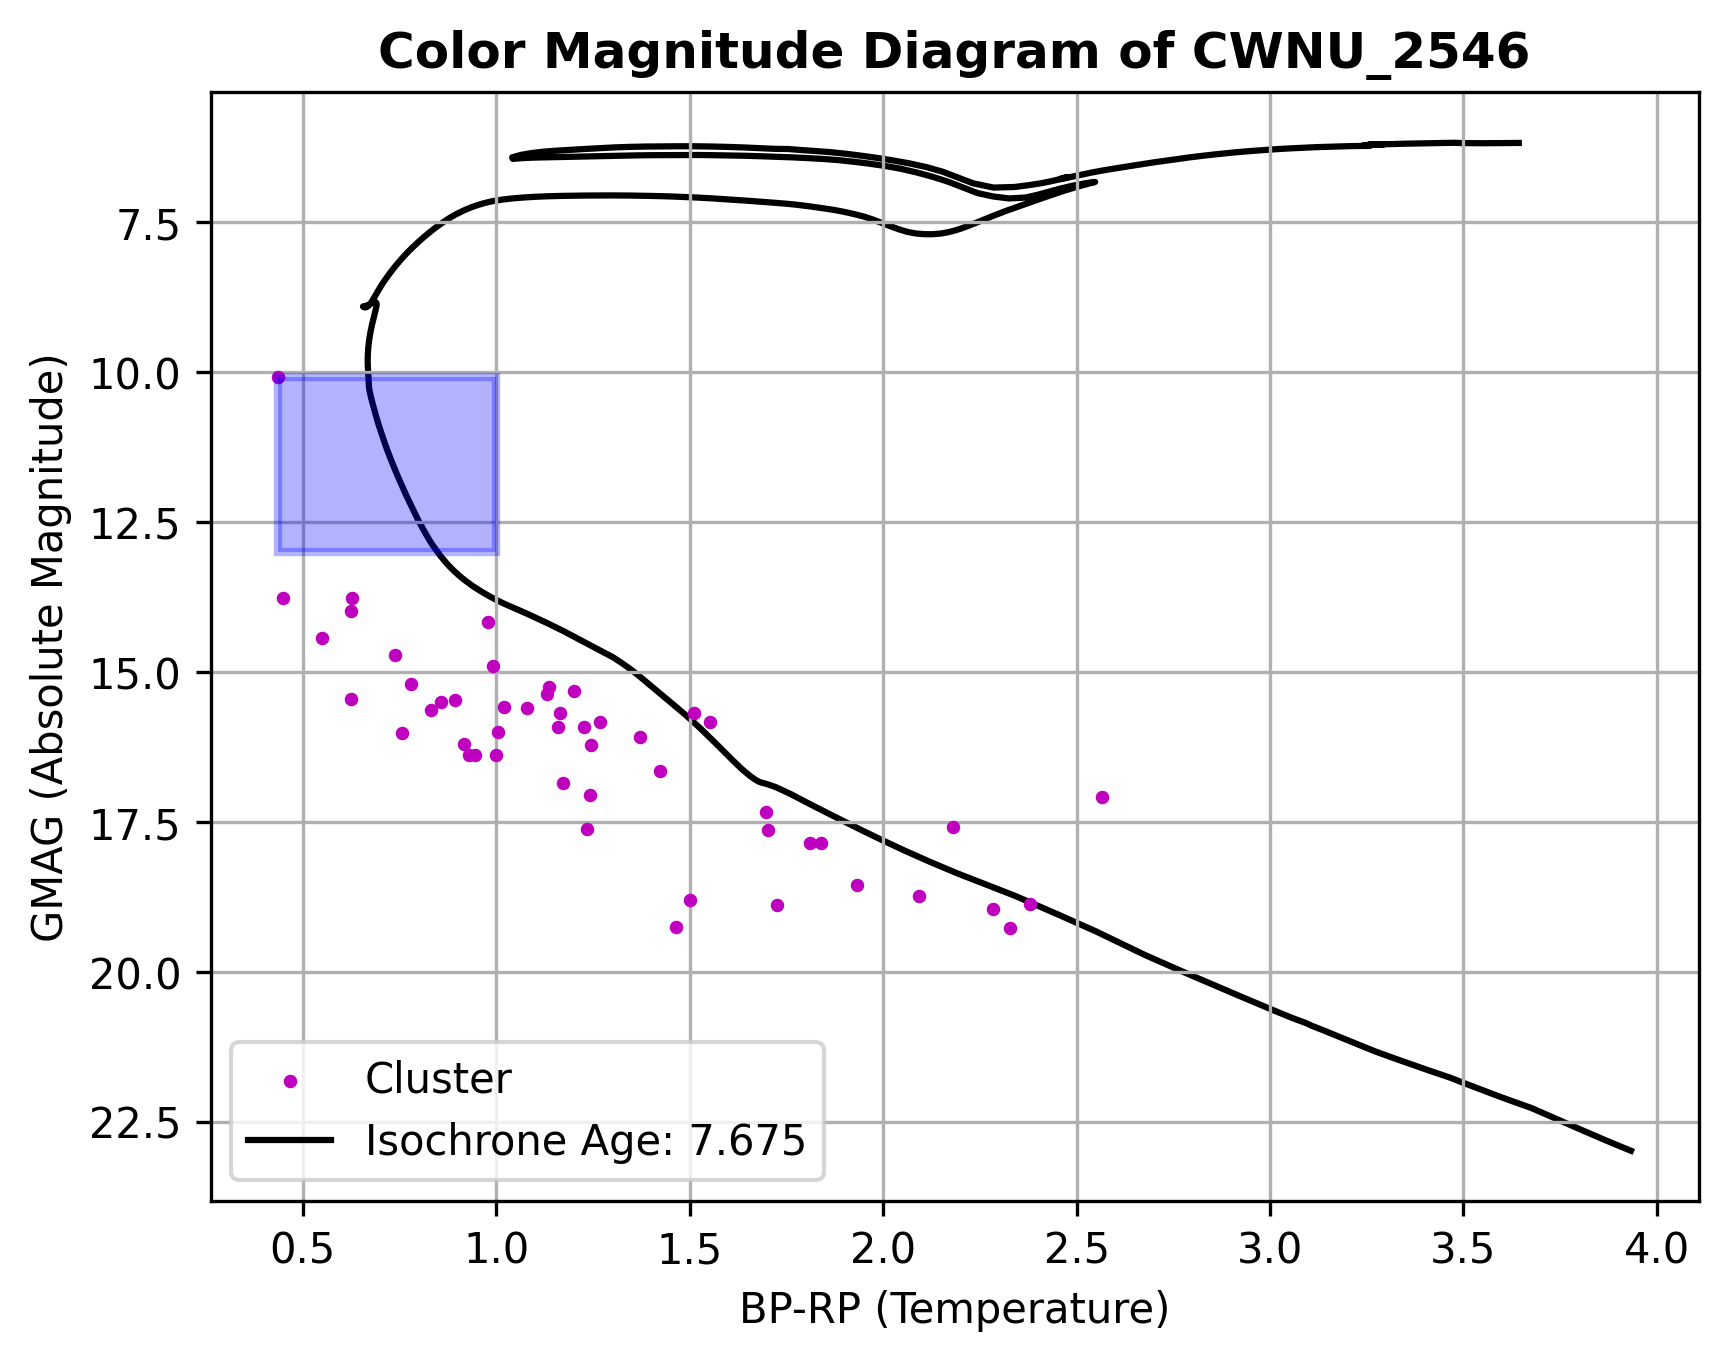 Color Magnitude Diagram of CWNU_2546
GMAG (Absolute Magnitude)
7.5
10.0
12.5
15.0
17.5
20.0
22.5
Cluster
Isochrone Age: 7.675
0.5 1.0 1.5 2.0 2.5 3.0 3.5 4.0
BP-RP (Temperature)